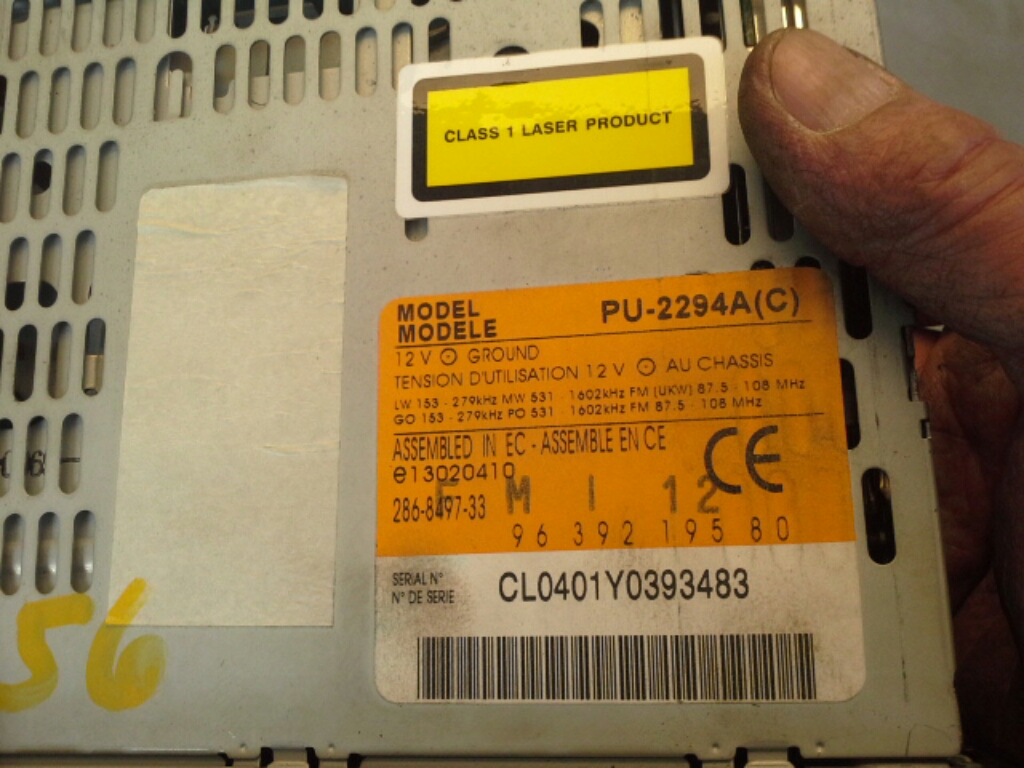 CLASS 1 LASER PRODUCT
MODEL PU-2294A(C)
MODELE
12 V GROUND
TENSION D'UTILISATION 12 V AU CHASSIS
LW 153 - 279kHz MW 531 - 1602kHz FM (UKW) 87.5 - 108 MHz
GO 153 - 279kHz PO 531 - 1602kHz FM 87.5 - 108 MHz
ASSEMBLED IN EC - ASSEMBLE EN CE
CE
e13020410
F M I 12
286-8497-33
96 392 195 80
SERIAL N°
N° DE SERIE
CL0401Y0393483
56